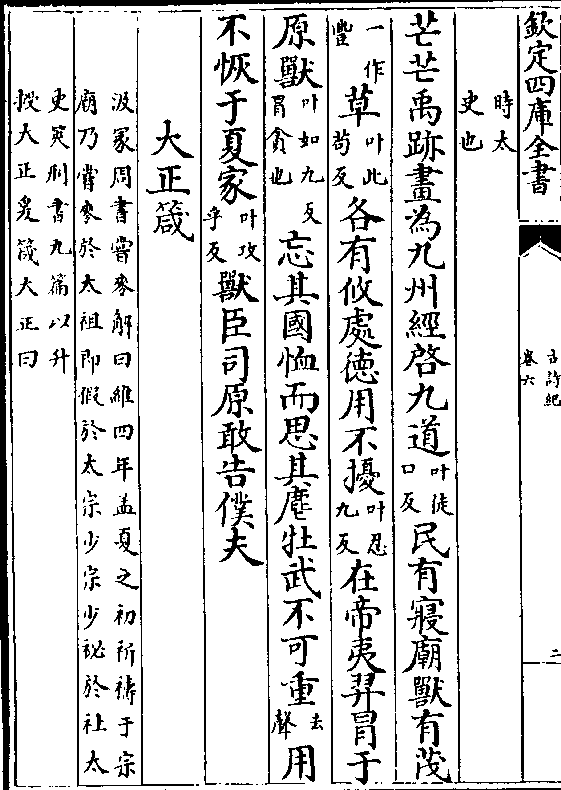 欽定四庫全書
古詩紀
卷六
二
時太
史也
芒芒禹跡畫為九州經啓九道叶徒口反民有寢廟獸有茂
一作豐草叶此苟反各有攸處德用不擾叶忍九反在帝夷羿冒于
原獸叶如九反冒貪也忘其國恤而思其麀牡武不可重去聲用
不恢于夏家叶攻乎反獸臣司原敢告僕夫
大正箴
汲冢周書嘗麥解曰維四年孟夏之初祈禱于宗
廟乃嘗麥於太祖即假於太宗少宗少祕於社太
史筴刑書九篇以升
授大正爰箴大正曰